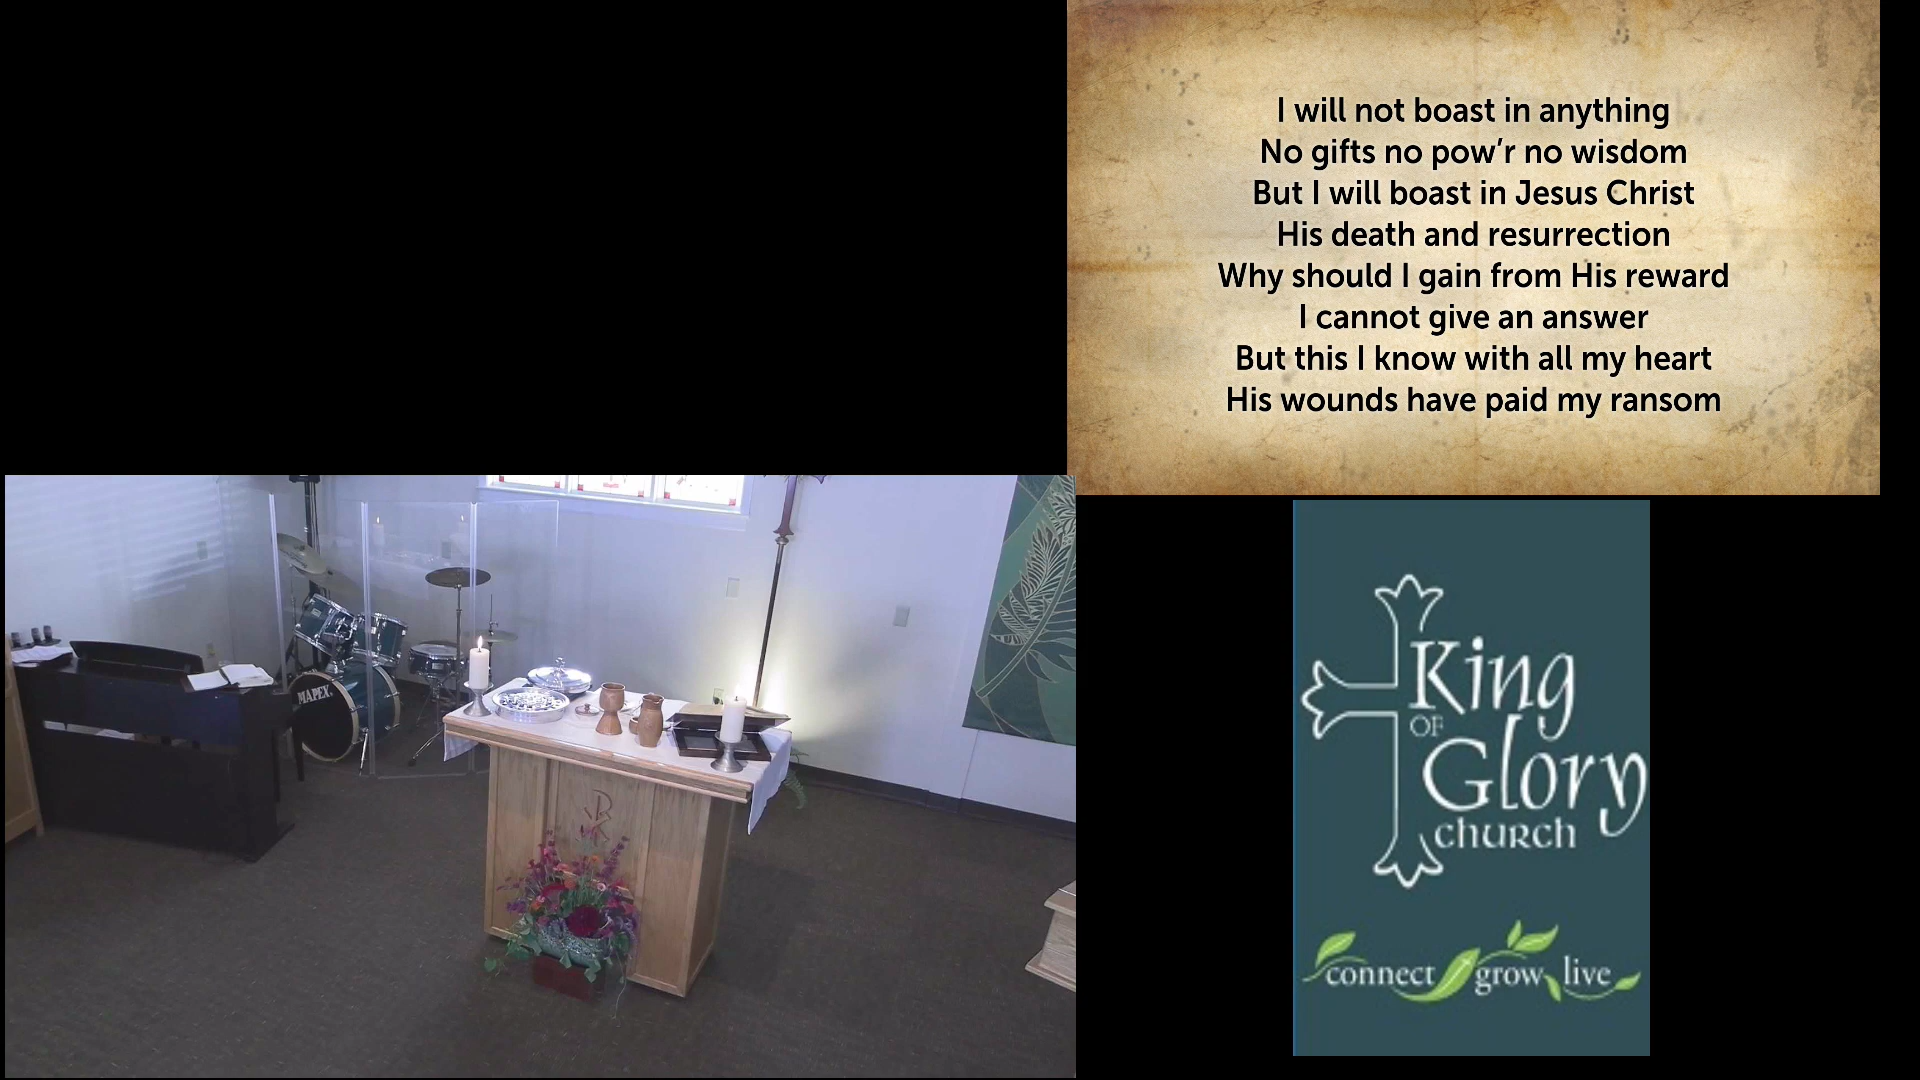 I will not boast in anything
No gifts no pow’r no wisdom
But I will boast in Jesus Christ
His death and resurrection
Why should I gain from His reward
I cannot give an answer
But this I know with all my heart
His wounds have paid my ransom
MAPEX
King
OF
Glory
church
connect grow live